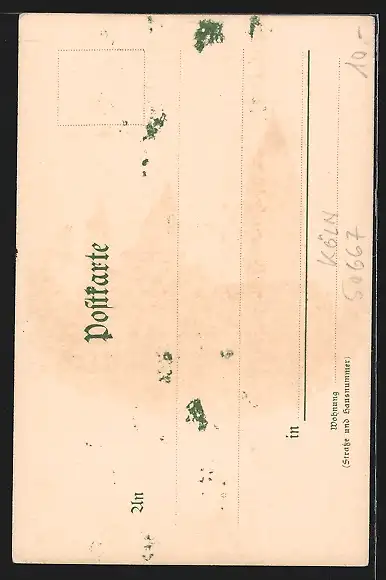 Postkarte
An
in
Wohnung
(Straße und Hausnummer)
KÖLN
50667
10.-